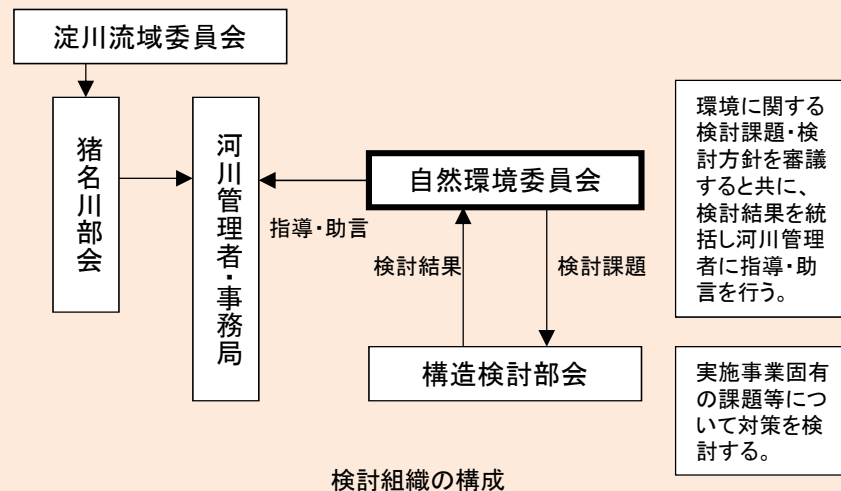 淀川流域委員会
猪名川部会
河川管理者・事務局
指導・助言
自然環境委員会
検討結果
検討課題
構造検討部会
環境に関する
検討課題・検
討方針を審議
すると共に、
検討結果を統
括し河川管理
者に指導・助
言を行う。
実施事業固有
の課題等につ
いて対策を検
討する。
検討組織の構成